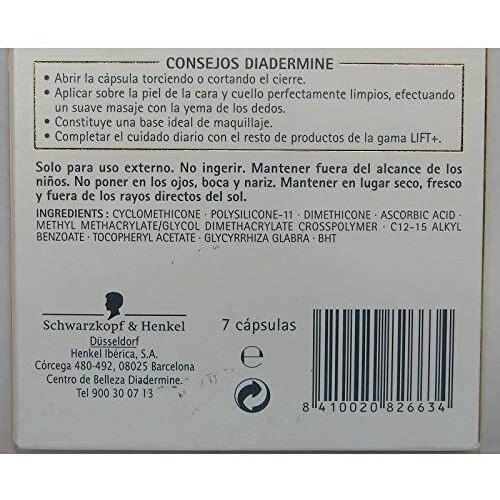 CONSEJOS DIADERMINE
• Abrir la cápsula torciendo o cortando el cierre.
• Aplicar sobre la piel de la cara y cuello perfectamente limpios, efectuando
un suave masaje con la yema de los dedos.
• Constituye una base ideal de maquillaje.
• Completar el cuidado diario con el resto de productos de la gama LIFT+.
Solo para uso externo. No ingerir. Mantener fuera del alcance de los
niños. No poner en los ojos, boca y nariz. Mantener en lugar seco, fresco
y fuera de los rayos directos del sol.
INGREDIENTS : CYCLOMETHICONE · POLYSILICONE-11 · DIMETHICONE · ASCORBIC ACID ·
METHYL METHACRYLATE/GLYCOL DIMETHACRYLATE CROSSPOLYMER · C12-15 ALKYL
BENZOATE · TOCOPHERYL ACETATE · GLYCYRRHIZA GLABRA · BHT
Schwarzkopf & Henkel
Düsseldorf
Henkel Ibérica, S.A.
Córcega 480-492, 08025 Barcelona
Centro de Belleza Diadermine.
Tel 900 30 07 13
7 cápsulas
℮
8 410020 826634